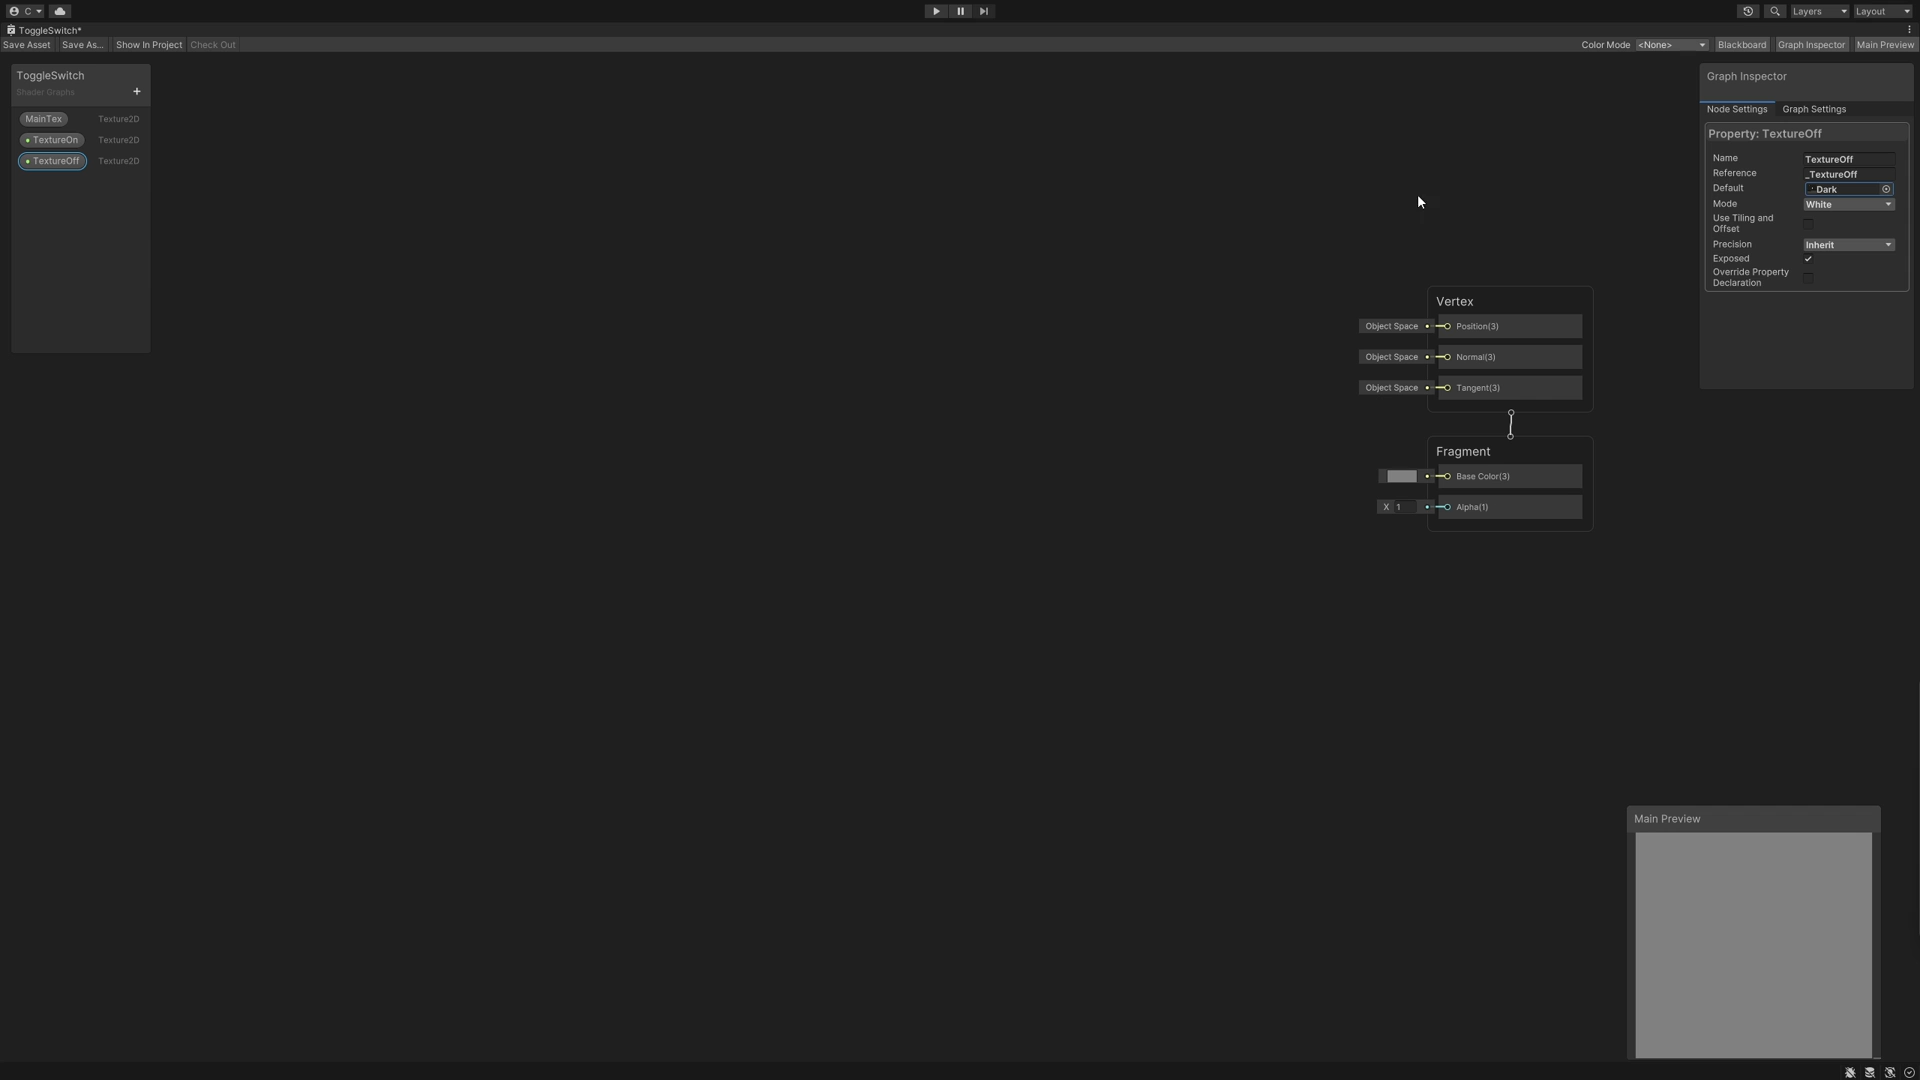 C
Layers
Layout
ToggleSwitch*
Save Asset
Save As...
Show In Project
Check Out
Color Mode
<None>
Blackboard
Graph Inspector
Main Preview
ToggleSwitch
Shader Graphs
+
MainTex Texture2D
TextureOn Texture2D
TextureOff Texture2D
Graph Inspector
Node Settings
Graph Settings
Property: TextureOff
Name TextureOff
Reference _TextureOff
Default Dark
Mode White
Use Tiling and
Offset
Precision Inherit
Exposed
Override Property
Declaration
Vertex
Object Space Position(3)
Object Space Normal(3)
Object Space Tangent(3)
Fragment
Base Color(3)
X 1 Alpha(1)
Main Preview